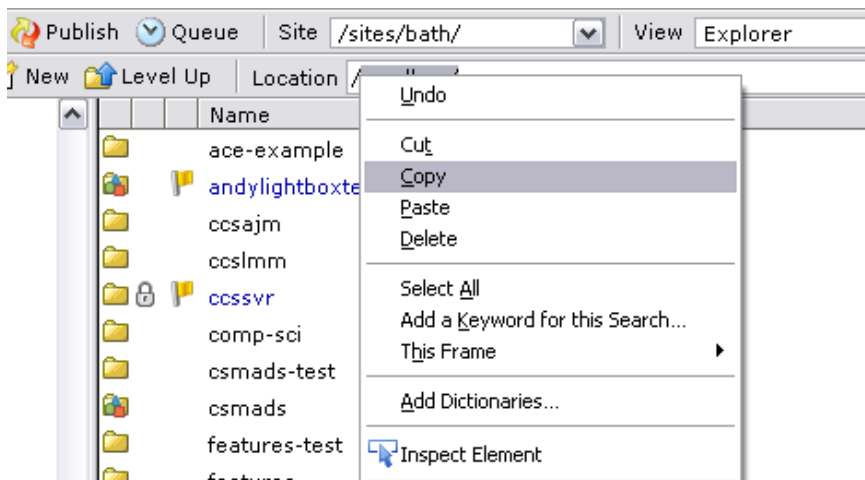 Publish Queue Site /sites/bath/ View Explorer
New Level Up Location /
Name
ace-example
andylightboxte
ccsajm
ccslmm
ccssvr
comp-sci
csmads-test
csmads
features-test
Undo
Cut
Copy
Paste
Delete
Select All
Add a Keyword for this Search...
This Frame
Add Dictionaries...
Inspect Element